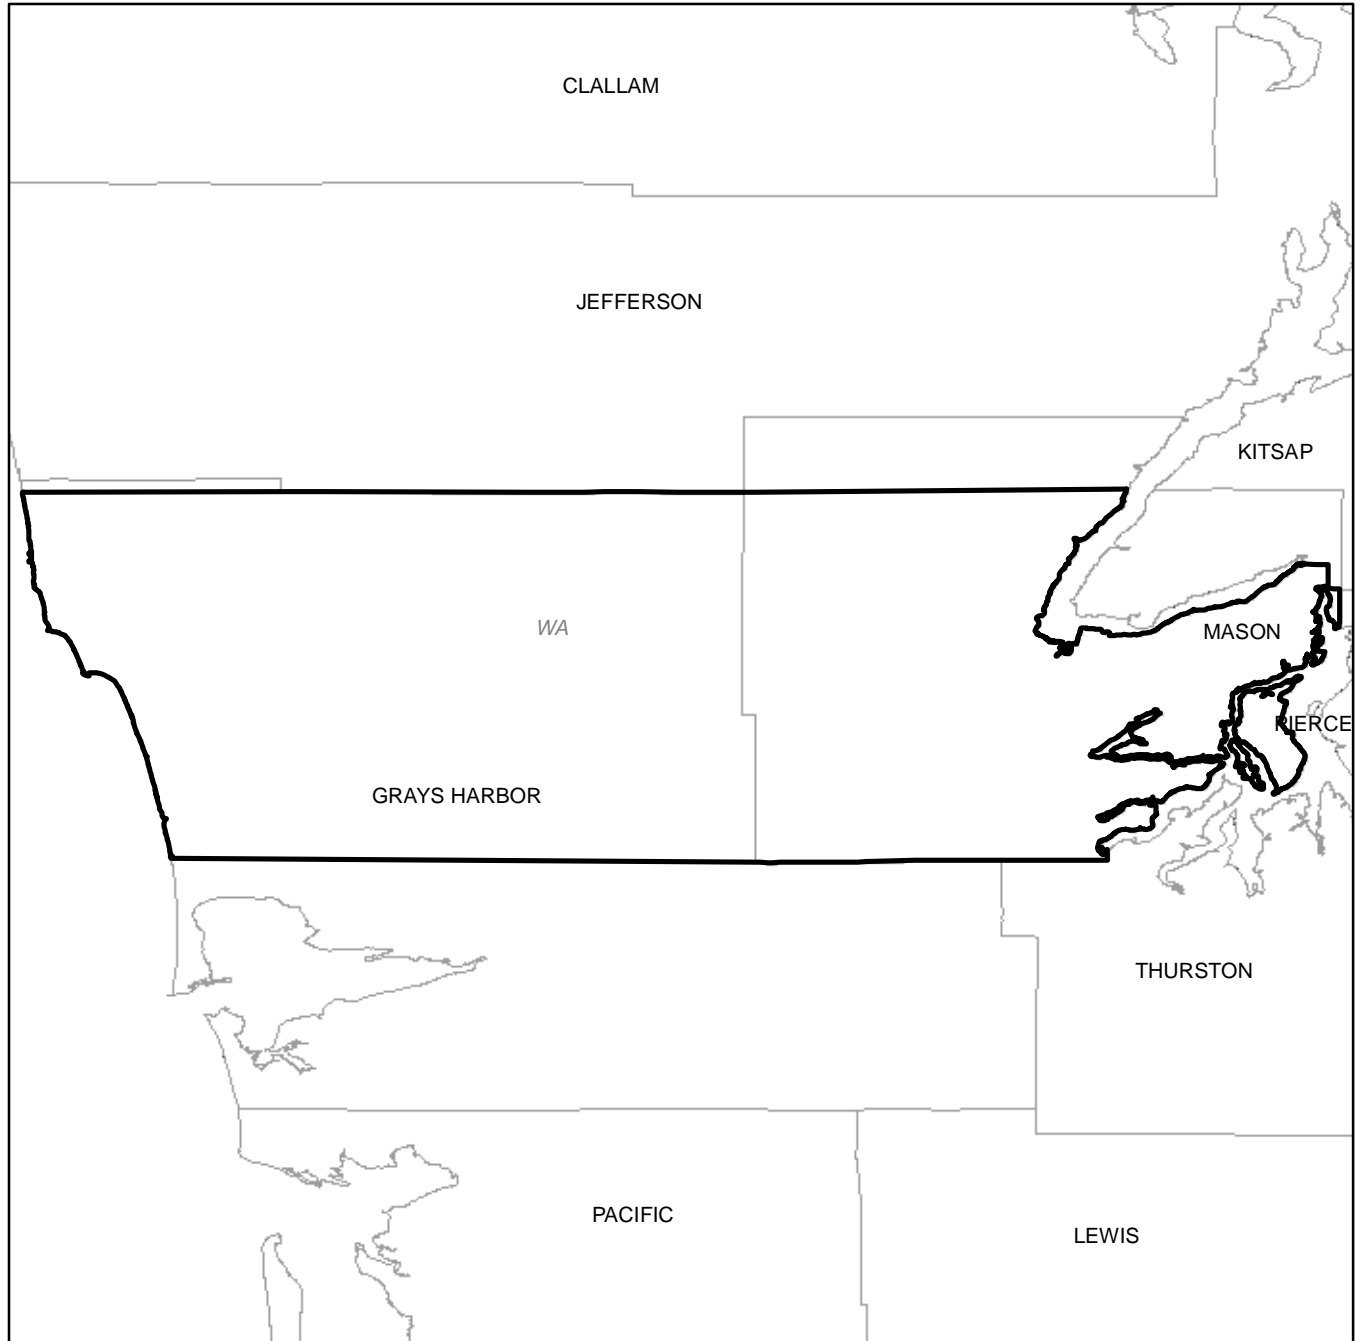 CLALLAM
JEFFERSON
KITSAP
WA
MASON
PIERCE
GRAYS HARBOR
THURSTON
PACIFIC
LEWIS